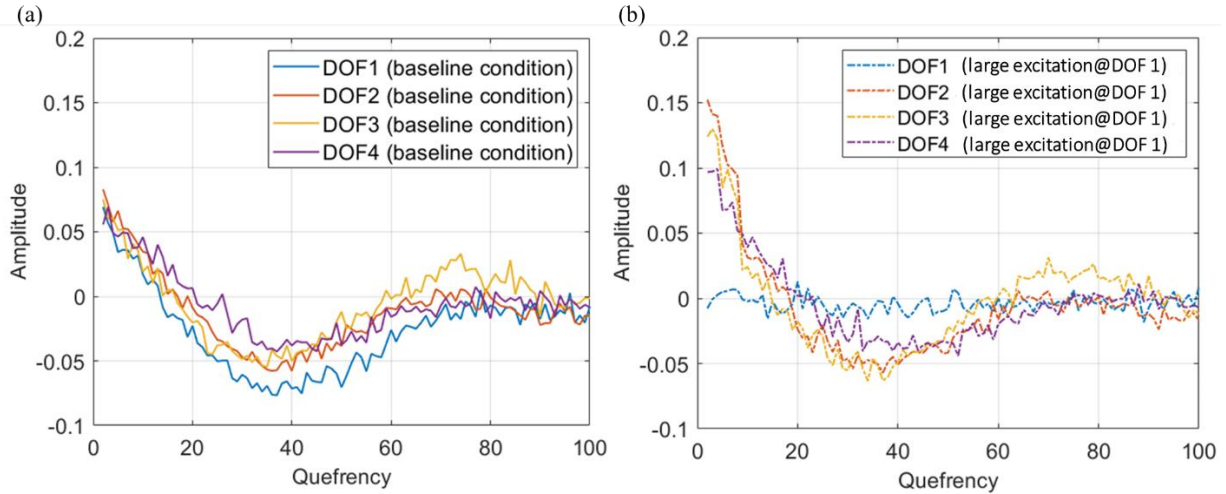 (a)
0.2
0.15
0.1
0.05
0
-0.05
-0.1
Amplitude
0 20 40 60 80 100
Quefrency
DOF1 (baseline condition)
DOF2 (baseline condition)
DOF3 (baseline condition)
DOF4 (baseline condition)
(b)
0.2
0.15
0.1
0.05
0
-0.05
-0.1
Amplitude
0 20 40 60 80 100
Quefrency
DOF1 (large excitation@DOF 1)
DOF2 (large excitation@DOF 1)
DOF3 (large excitation@DOF 1)
DOF4 (large excitation@DOF 1)